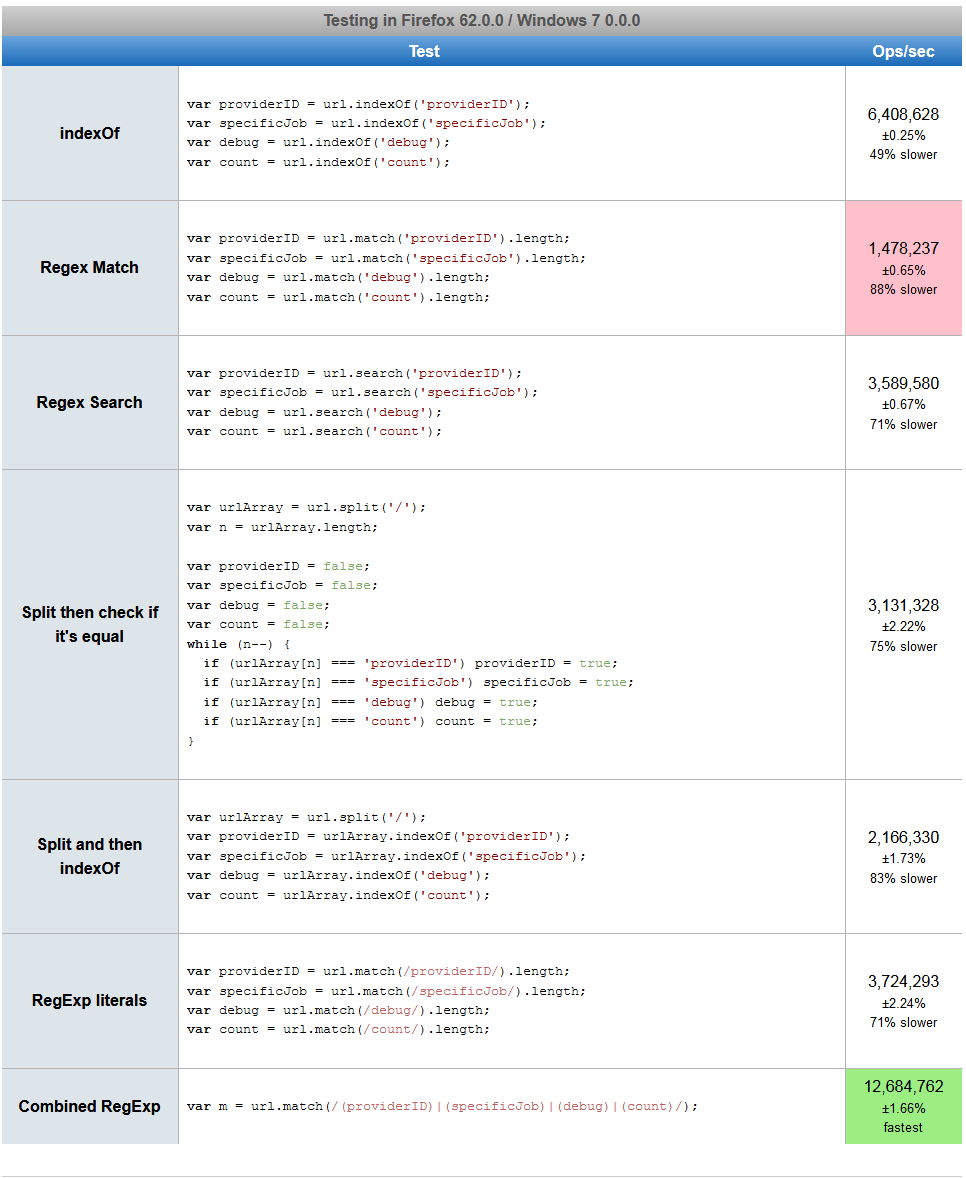 Testing in Firefox 62.0.0 / Windows 7 0.0.0
Test Ops/sec
indexOf
var providerID = url.indexOf('providerID');
var specificJob = url.indexOf('specificJob');
var debug = url.indexOf('debug');
var count = url.indexOf('count');
6,408,628
±0.25%
49% slower
Regex Match
var providerID = url.match('providerID').length;
var specificJob = url.match('specificJob').length;
var debug = url.match('debug').length;
var count = url.match('count').length;
1,478,237
±0.65%
88% slower
Regex Search
var providerID = url.search('providerID');
var specificJob = url.search('specificJob');
var debug = url.search('debug');
var count = url.search('count');
3,589,580
±0.67%
71% slower
Split then check if
it's equal
var urlArray = url.split('/');
var n = urlArray.length;
var providerID = false;
var specificJob = false;
var debug = false;
var count = false;
while (n--) {
  if (urlArray[n] === 'providerID') providerID = true;
  if (urlArray[n] === 'specificJob') specificJob = true;
  if (urlArray[n] === 'debug') debug = true;
  if (urlArray[n] === 'count') count = true;
}
3,131,328
±2.22%
75% slower
Split and then
indexOf
var urlArray = url.split('/');
var providerID = urlArray.indexOf('providerID');
var specificJob = urlArray.indexOf('specificJob');
var debug = urlArray.indexOf('debug');
var count = urlArray.indexOf('count');
2,166,330
±1.73%
83% slower
RegExp literals
var providerID = url.match(/providerID/).length;
var specificJob = url.match(/specificJob/).length;
var debug = url.match(/debug/).length;
var count = url.match(/count/).length;
3,724,293
±2.24%
71% slower
Combined RegExp
var m = url.match(/(providerID)|(specificJob)|(debug)|(count)/);
12,684,762
±1.66%
fastest